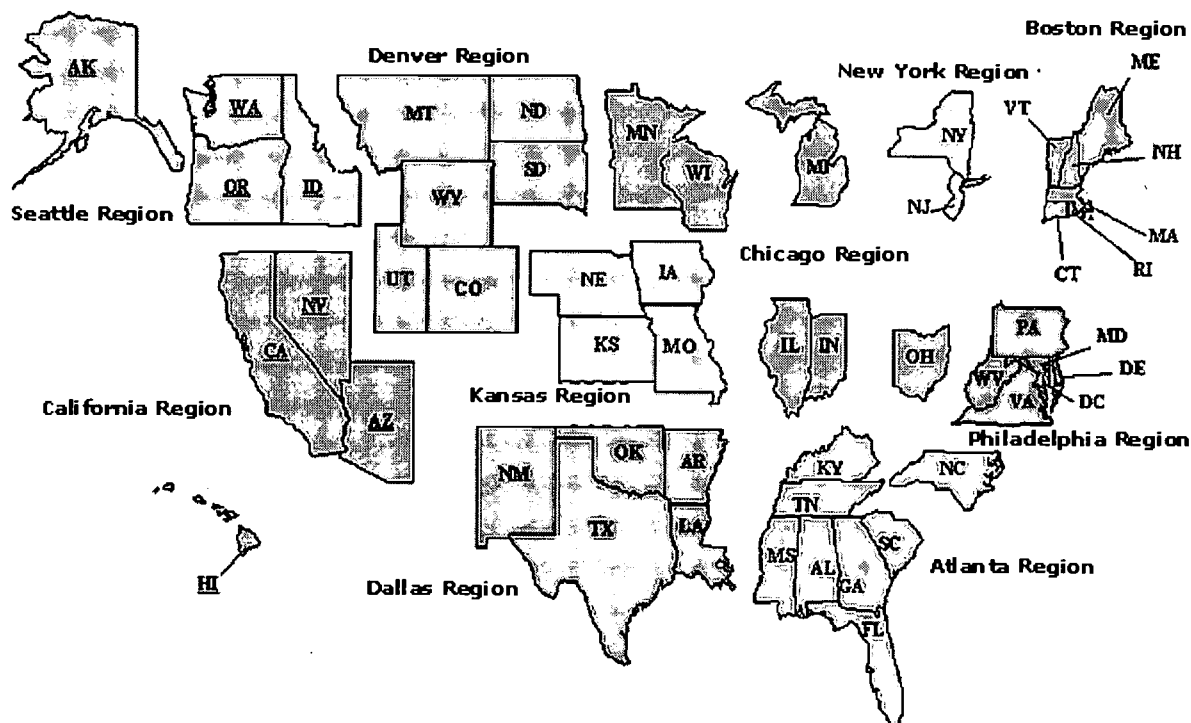 Boston Region
Denver Region
ME
AK
New York Region
WA
MT
ND
VT
MN
NY
NH
OR
ID
SD
WI
MI
WY
NJ
Seattle Region
MA
Chicago Region
CT
RI
UT
CO
NE
IA
NV
CA
KS
MO
IL
IN
OH
PA
MD
DE
WV
VA
DC
California Region
AZ
Kansas Region
Philadelphia Region
NM
OK
AR
KY
NC
TN
TX
LA
MS
AL
GA
SC
Atlanta Region
HI
Dallas Region
FL